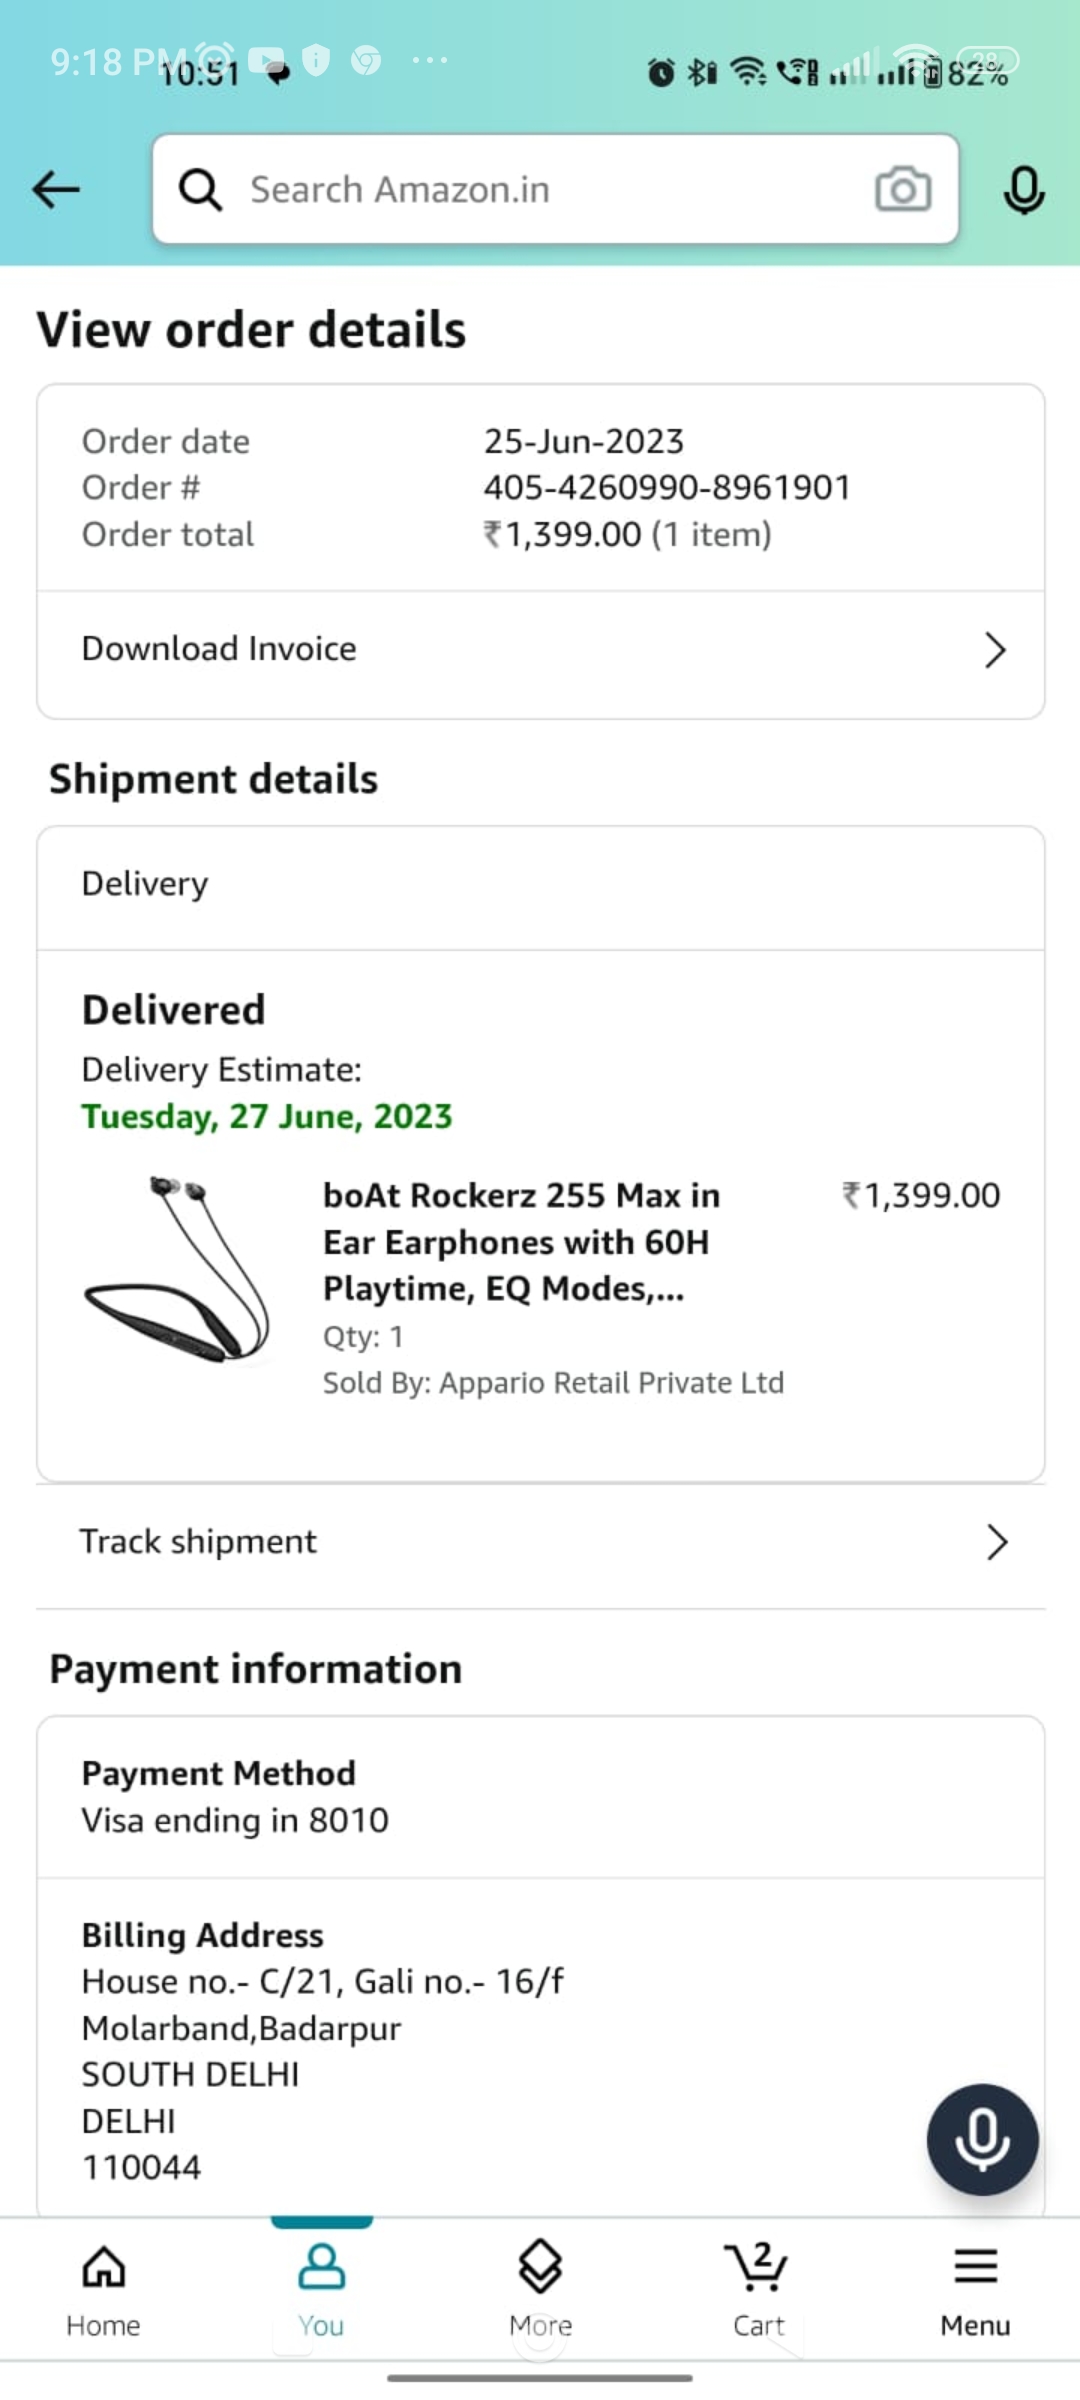 9:18 PM
10:51
28
82%
Search Amazon.in
View order details
Order date 25-Jun-2023
Order # 405-4260990-8961901
Order total ₹1,399.00 (1 item)
Download Invoice
Shipment details
Delivery
Delivered
Delivery Estimate:
Tuesday, 27 June, 2023
boAt Rockerz 255 Max in ₹1,399.00
Ear Earphones with 60H
Playtime, EQ Modes,...
Qty: 1
Sold By: Appario Retail Private Ltd
Track shipment
Payment information
Payment Method
Visa ending in 8010
Billing Address
House no.- C/21, Gali no.- 16/f
Molarband,Badarpur
SOUTH DELHI
DELHI
110044
2
Home You More Cart Menu